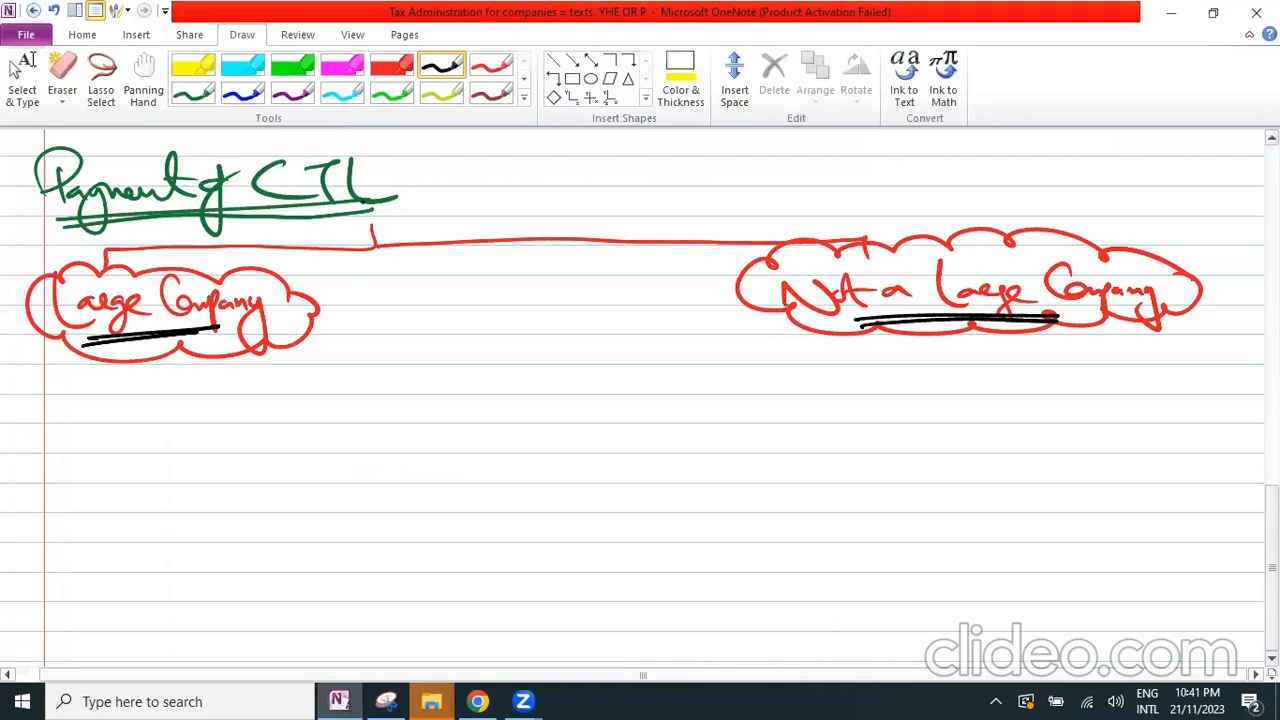 Tax Administration for companies = texts. YHE OR P - Microsoft OneNote (Product Activation Failed)
File Home Insert Share Draw Review View Pages
Select & Type
Eraser
Lasso Select
Panning Hand
Color & Thickness
Insert Space
Delete
Arrange
Rotate
Ink to Text
Ink to Math
Tools
Insert Shapes
Edit
Convert
Payment of CTL
Large Company
Not a Large Company
clideo.com
Type here to search
ENG
INTL
10:41 PM
21/11/2023
2